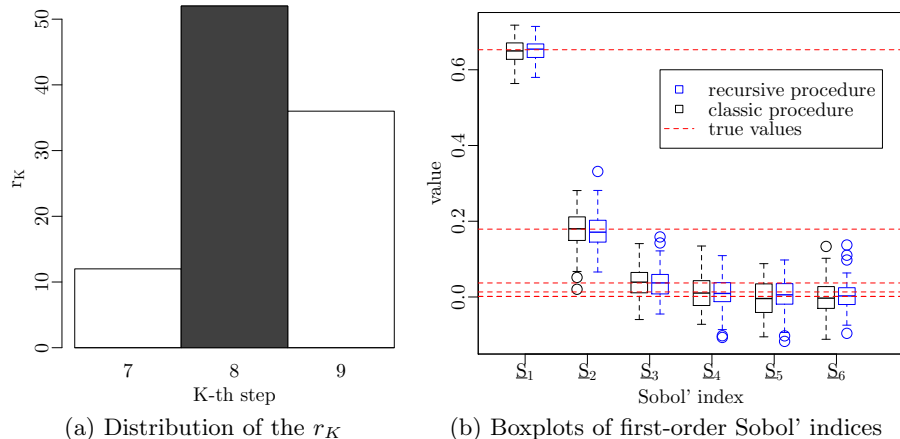 50
40
30
20
10
0
r_K
7 8 9
K-th step
(a) Distribution of the r_K
0.6
0.2
0.0
value
recursive procedure
classic procedure
true values
S_1 S_2 S_3 S_4 S_5 S_6
Sobol' index
(b) Boxplots of first-order Sobol' indices